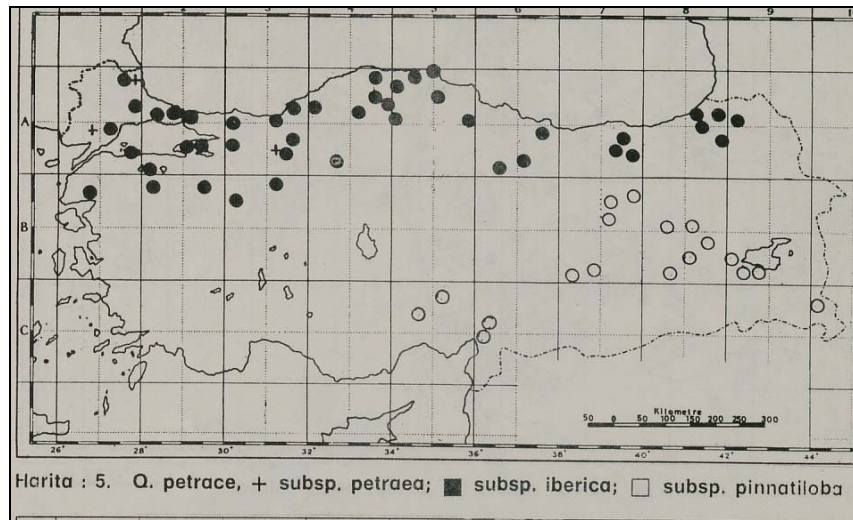 1 2 3 4 5 6 7 8 9
A
B
C
Kilometre
50 0 50 100 150 200 250 300
26° 28° 30° 32° 34° 36° 38° 40° 42° 44°
Harita : 5. Q. petrace, + subsp. petraea; ■ subsp. iberica; □ subsp. pinnatiloba